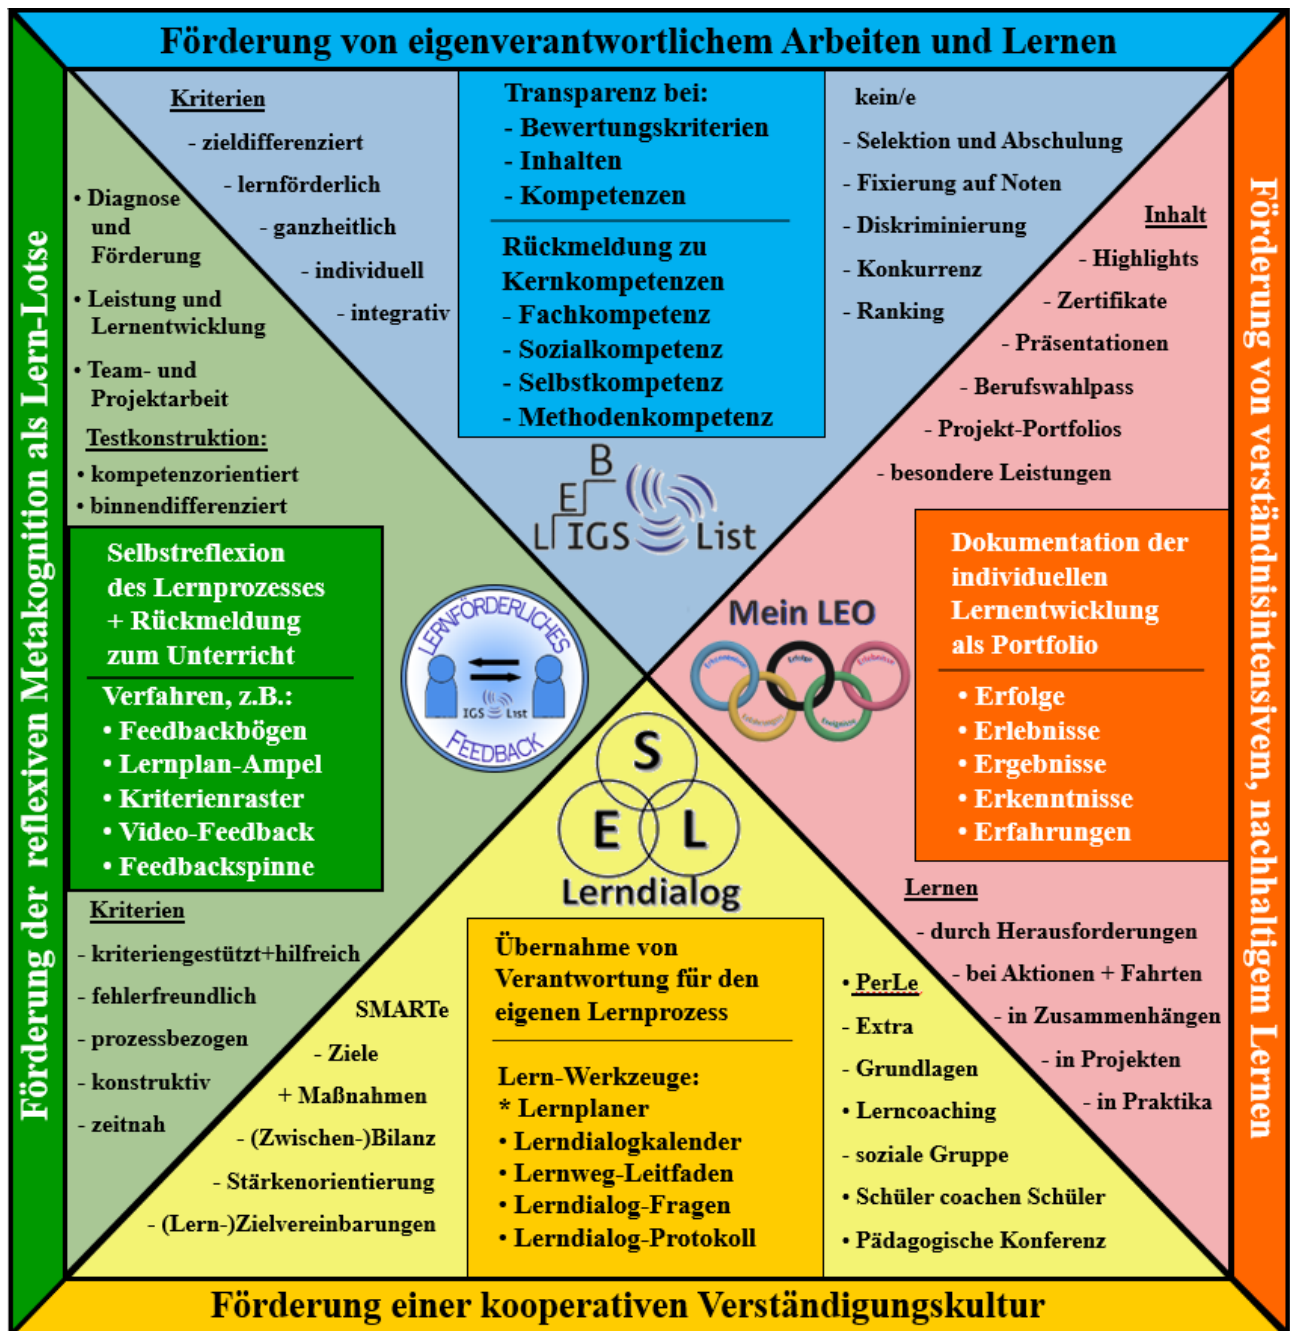 Förderung von eigenverantwortlichem Arbeiten und Lernen
Kriterien
- zieldifferenziert
- lernförderlich
- ganzheitlich
- individuell
- integrativ
Transparenz bei:
- Bewertungskriterien
- Inhalten
- Kompetenzen
Rückmeldung zu
Kernkompetenzen
- Fachkompetenz
- Sozialkompetenz
- Selbstkompetenz
- Methodenkompetenz
kein/e
- Selektion und Abschulung
- Fixierung auf Noten
- Diskriminierung
- Konkurrenz
- Ranking
B
E
L IGS List
Förderung der reflexiven Metakognition als Lern-Lotse
• Diagnose
und
Förderung
• Leistung und
Lernentwicklung
• Team- und
Projektarbeit
Testkonstruktion:
• kompetenzorientiert
• binnendifferenziert
Selbstreflexion
des Lernprozesses
+ Rückmeldung
zum Unterricht
Verfahren, z.B.:
• Feedbackbögen
• Lernplan-Ampel
• Kriterienraster
• Video-Feedback
• Feedbackspinne
Kriterien
- kriteriengestützt+hilfreich
- fehlerfreundlich
- prozessbezogen
- konstruktiv
- zeitnah
LERNFÖRDERLICHES
IGS List
FEEDBACK
Mein LEO
Erkenntnisse
Erfolge
Erlebnisse
Erfahrungen
Ergebnisse
Inhalt
- Highlights
- Zertifikate
- Präsentationen
- Berufswahlpass
- Projekt-Portfolios
- besondere Leistungen
Dokumentation der
individuellen
Lernentwicklung
als Portfolio
• Erfolge
• Erlebnisse
• Ergebnisse
• Erkenntnisse
• Erfahrungen
Lernen
- durch Herausforderungen
- bei Aktionen + Fahrten
- in Zusammenhängen
- in Projekten
- in Praktika
Förderung von verständnisintensivem, nachhaltigem Lernen
S
E L
Lerndialog
SMARTe
- Ziele
+ Maßnahmen
- (Zwischen-)Bilanz
- Stärkenorientierung
- (Lern-)Zielvereinbarungen
Übernahme von
Verantwortung für den
eigenen Lernprozess
Lern-Werkzeuge:
* Lernplaner
• Lerndialogkalender
• Lernweg-Leitfaden
• Lerndialog-Fragen
• Lerndialog-Protokoll
• PerLe
- Extra
- Grundlagen
• Lerncoaching
- soziale Gruppe
• Schüler coachen Schüler
• Pädagogische Konferenz
Förderung einer kooperativen Verständigungskultur